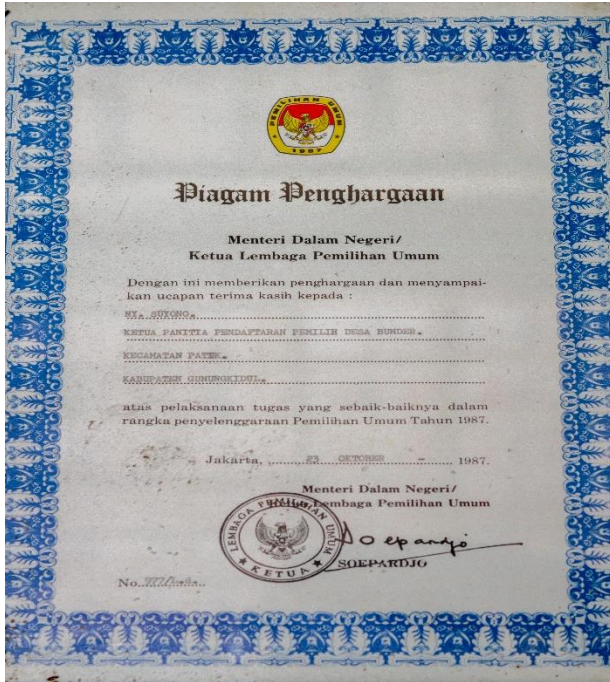 PEMILIHAN UMUM
1987
Piagam Penghargaan
Menteri Dalam Negeri/
Ketua Lembaga Pemilihan Umum
Dengan ini memberikan penghargaan dan menyampai-
kan ucapan terima kasih kepada :
NY. SUYONO.
KETUA PANITIA PENDAFTARAN PEMILIH DESA BUNDER.
KECAMATAN PATUK.
KABUPATEN GUNUNGKIDUL.
atas pelaksanaan tugas yang sebaik-baiknya dalam
rangka penyelenggaraan Pemilihan Umum Tahun 1987.
Jakarta, 23 OKTOBER - 1987.
Menteri Dalam Negeri/
Ketua Lembaga Pemilihan Umum
LEMBAGA PEMILIHAN UMUM
KETUA
Soepardjo
SOEPARDJO
No.